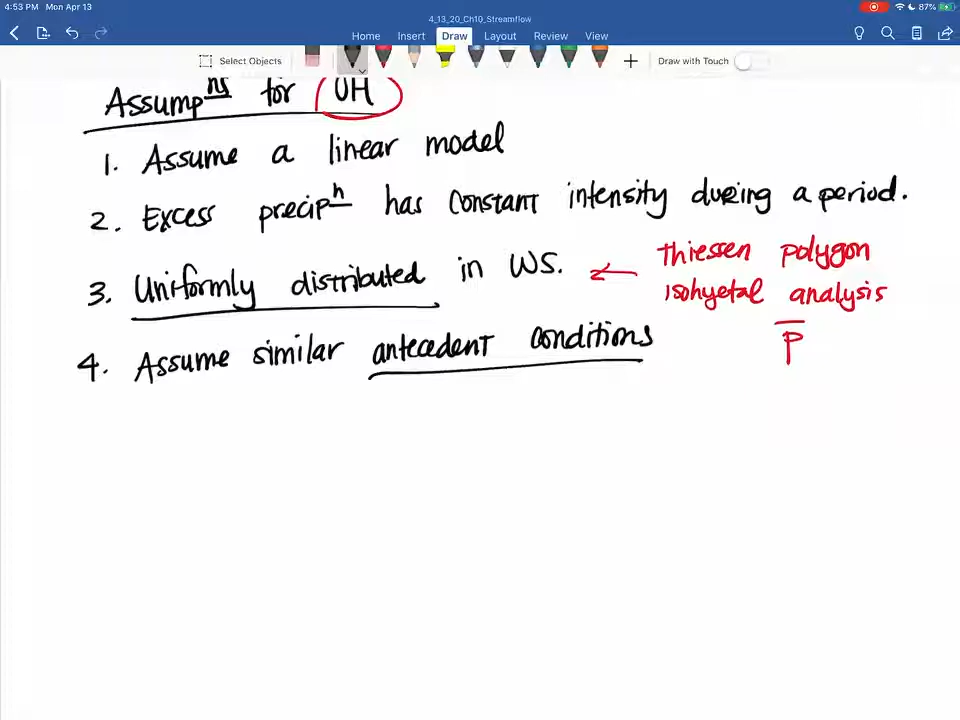 4:53 PM Mon Apr 13
87%
4_13_20_Ch10_Streamflow
Home Insert Draw Layout Review View
Select Objects
Draw with Touch
Assumpns for UH
1. Assume a linear model
2. Excess preciph has constant intensity during a period.
3. Uniformly distributed in WS.
Thiessen polygon
isohyetal analysis
P̅
4. Assume similar antecedent conditions